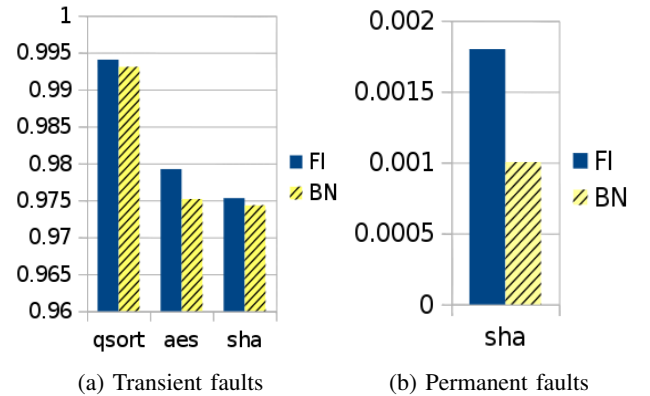 1
0.995
0.99
0.985
0.98
0.975
0.97
0.965
0.96
qsort aes sha
FI
BN
(a) Transient faults
0.002
0.0015
0.001
0.0005
0
sha
FI
BN
(b) Permanent faults